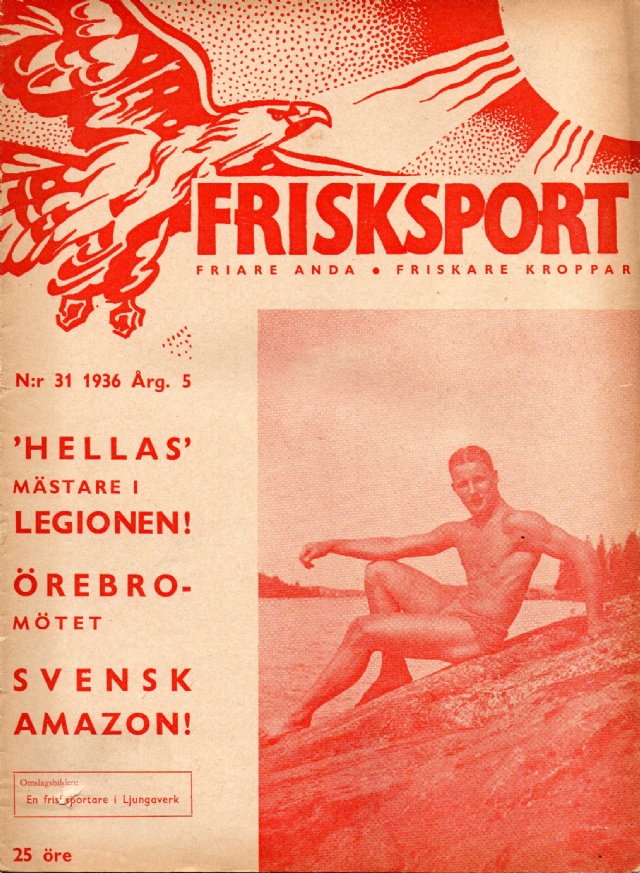 FRISKSPORT
FRIARE ANDA • FRISKARE KROPPAR
N:r 31 1936 Årg. 5
'HELLAS'
MÄSTARE I
LEGIONEN!
ÖREBRO-
MÖTET
SVENSK
AMAZON!
Omslagsbilden:
En frisksportare i Ljungaverk
25 öre